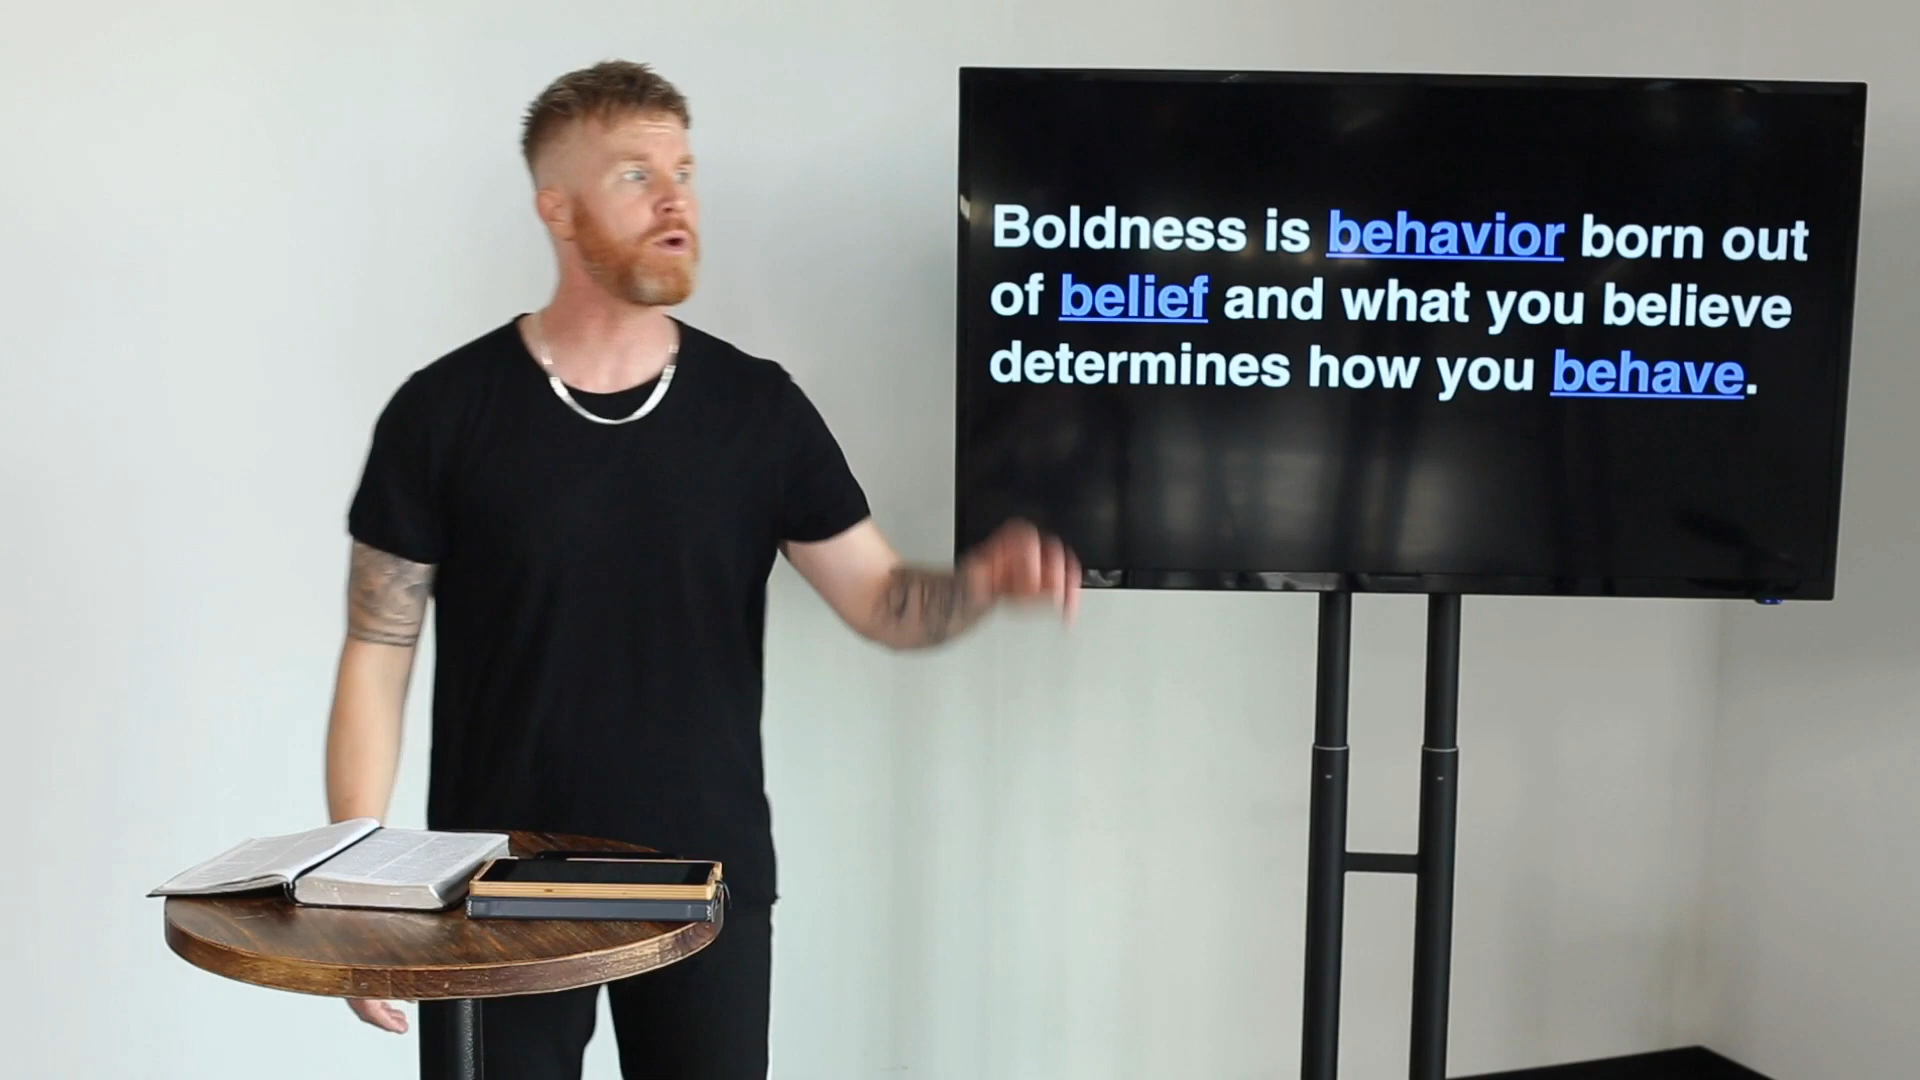 Boldness is behavior born out
of belief and what you believe
determines how you behave.